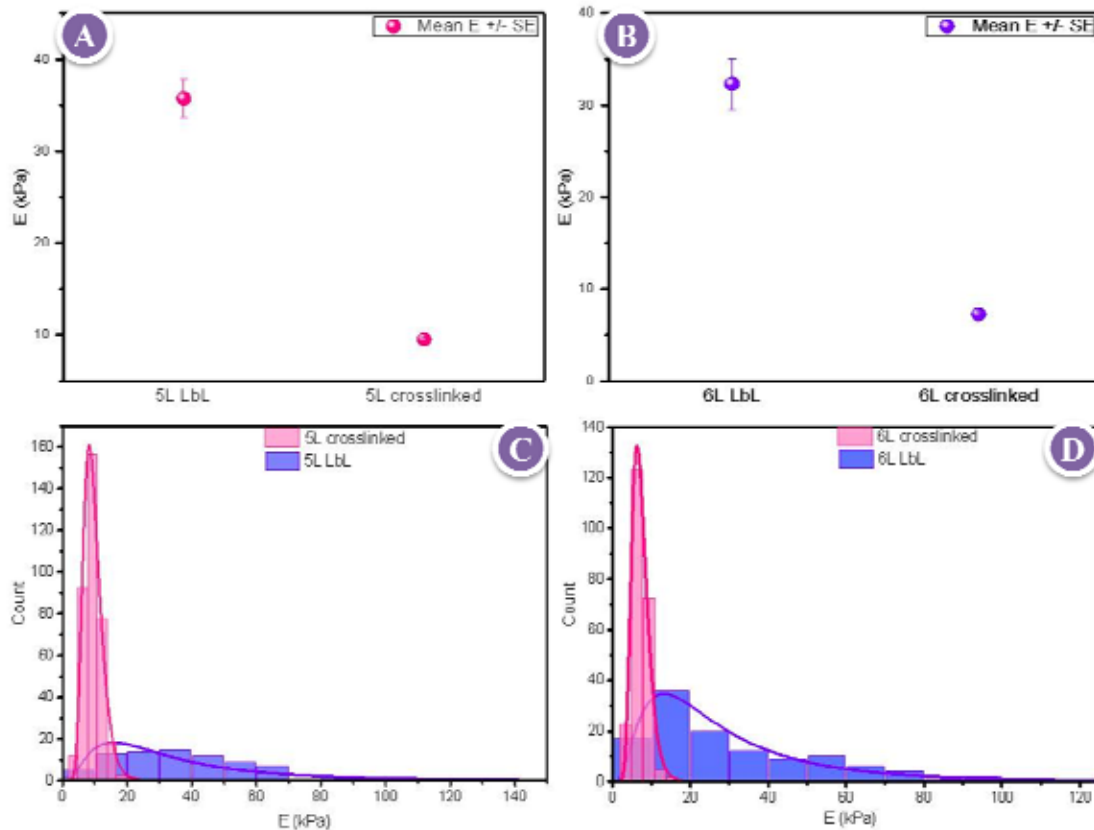 A
Mean E +/- SE
40
30
20
10
E (kPa)
5L LbL
5L crosslinked
B
Mean E +/- SE
40
30
20
10
0
E (kPa)
6L LbL
6L crosslinked
C
5L crosslinked
5L LbL
160
140
120
100
80
60
40
20
0
Count
0 20 40 60 80 100 120 140
E (kPa)
D
6L crosslinked
6L LbL
140
120
100
80
60
40
20
0
Count
0 20 40 60 80 100 120
E (kPa)